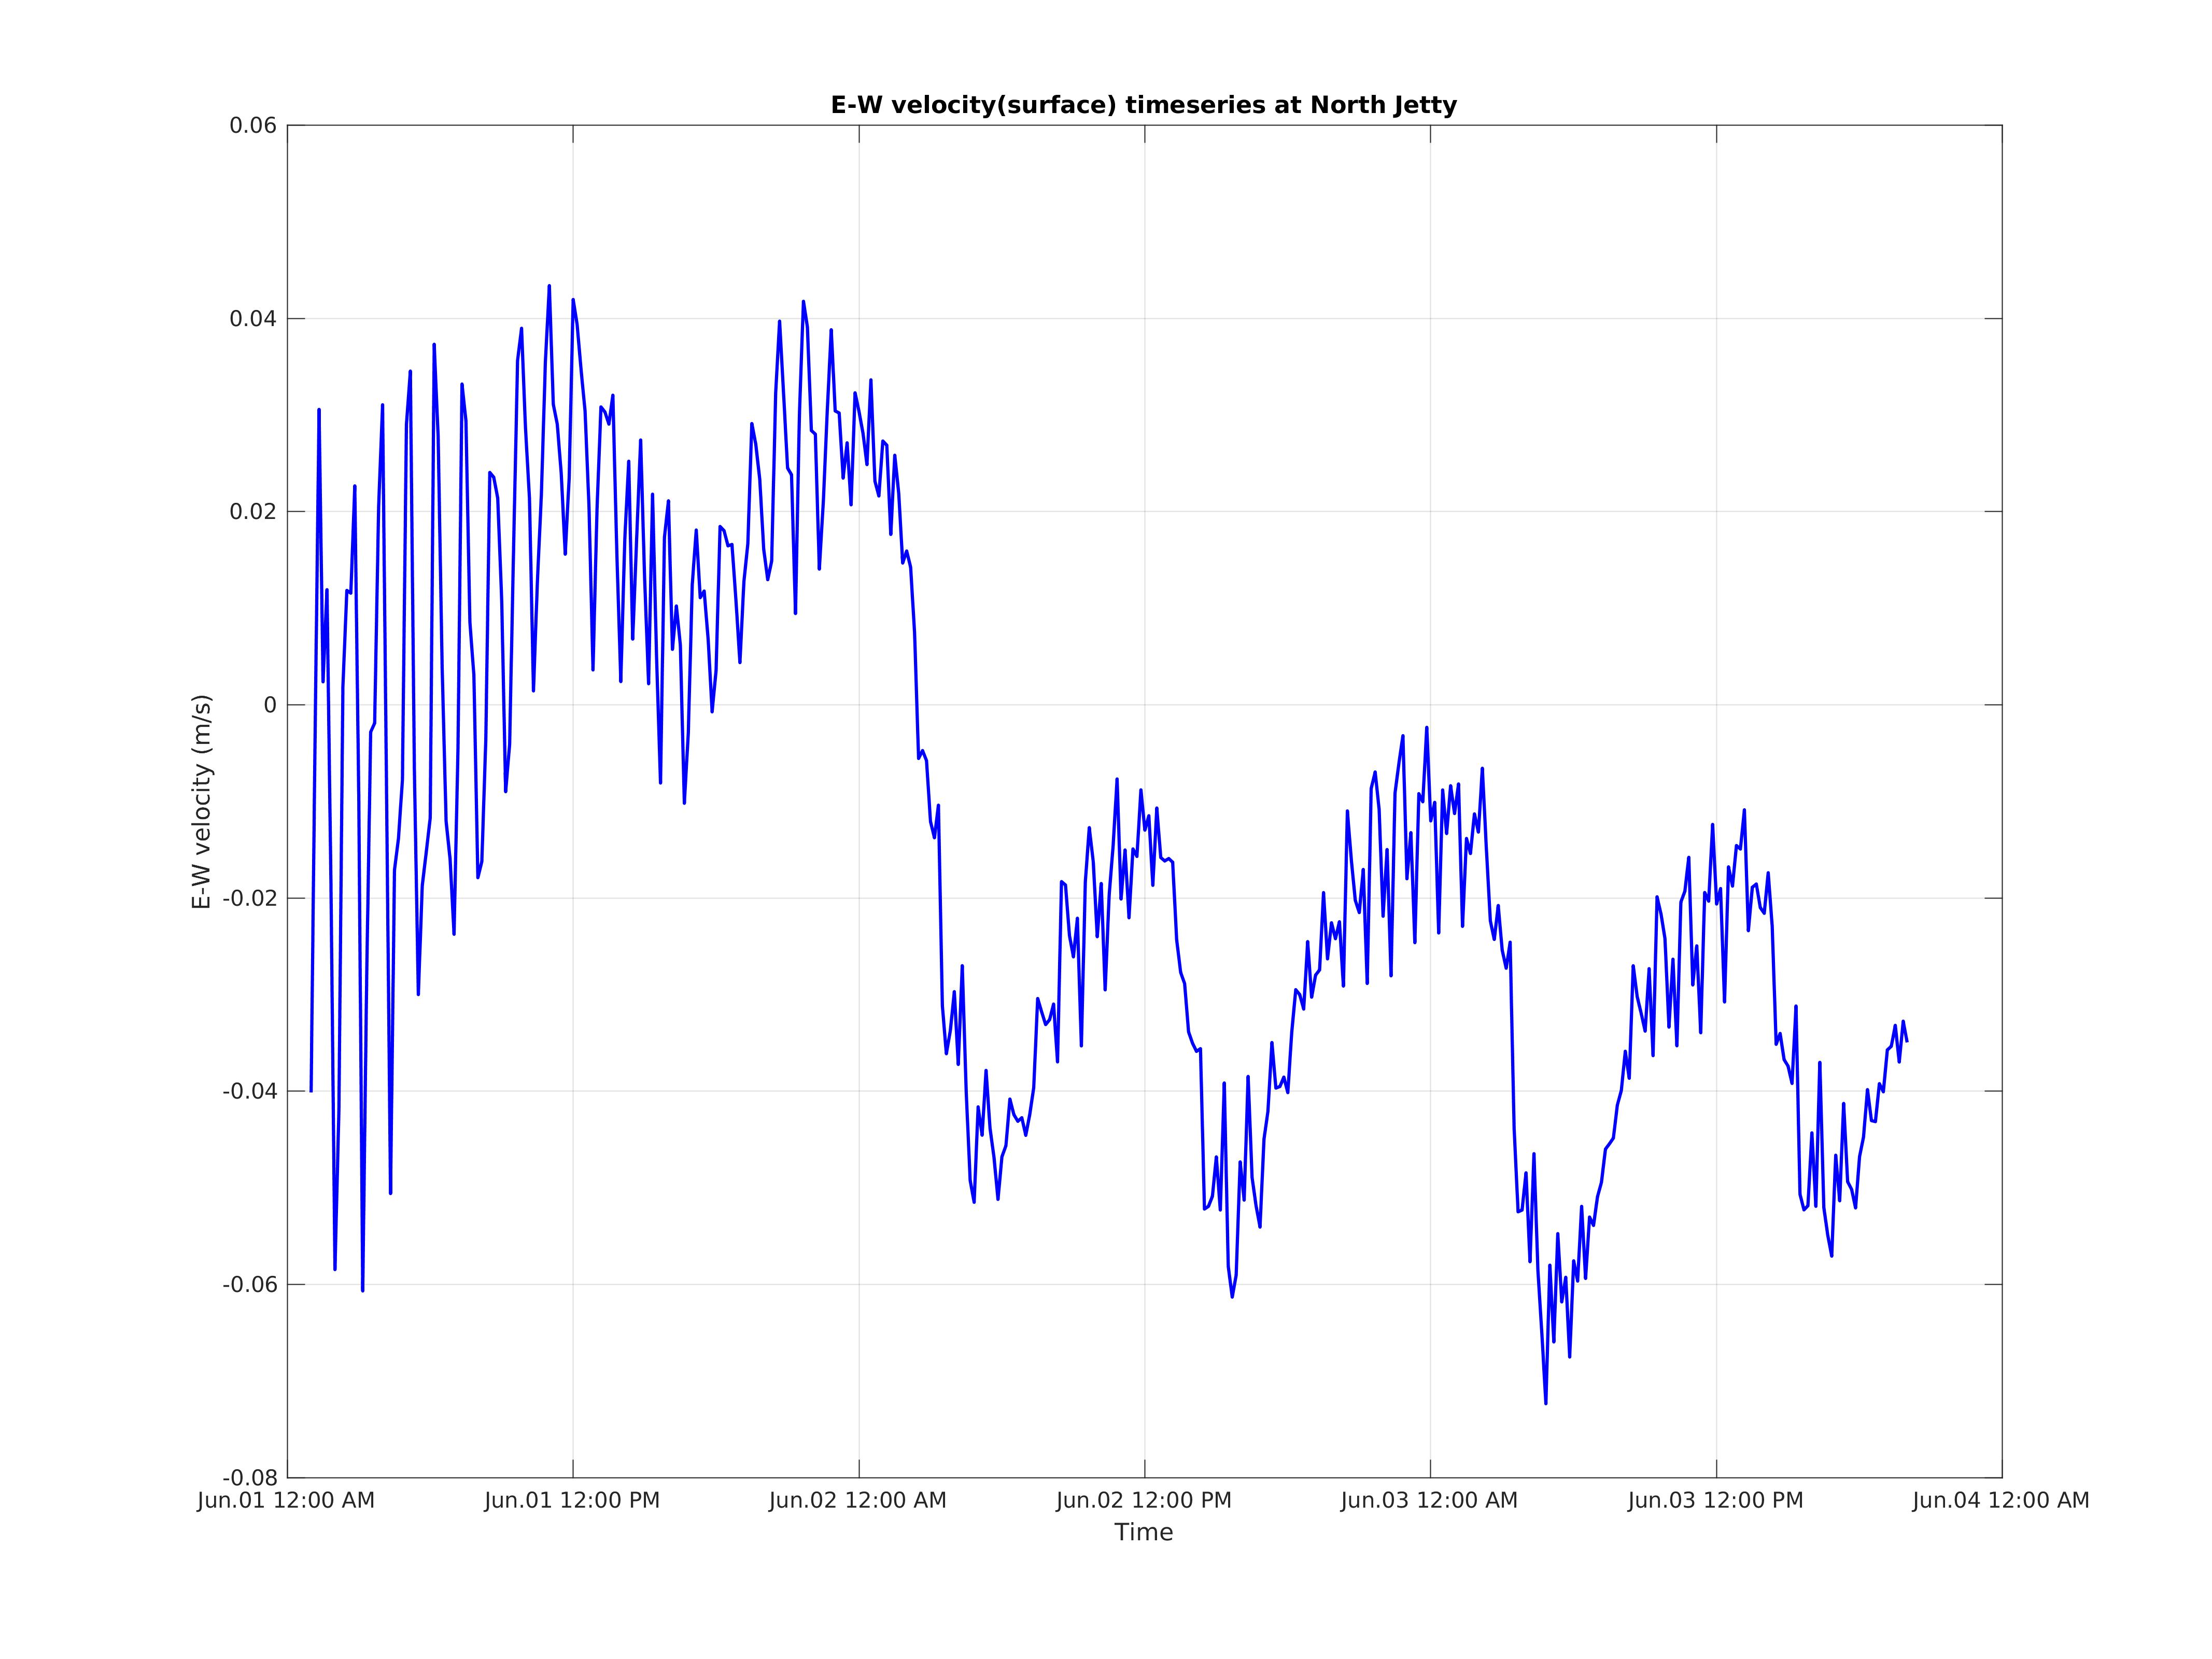 E-W velocity(surface) timeseries at North Jetty
0.06
0.04
0.02
0
-0.02
-0.04
-0.06
-0.08
E-W velocity (m/s)
Jun.01 12:00 AM Jun.01 12:00 PM Jun.02 12:00 AM Jun.02 12:00 PM Jun.03 12:00 AM Jun.03 12:00 PM Jun.04 12:00 AM
Time